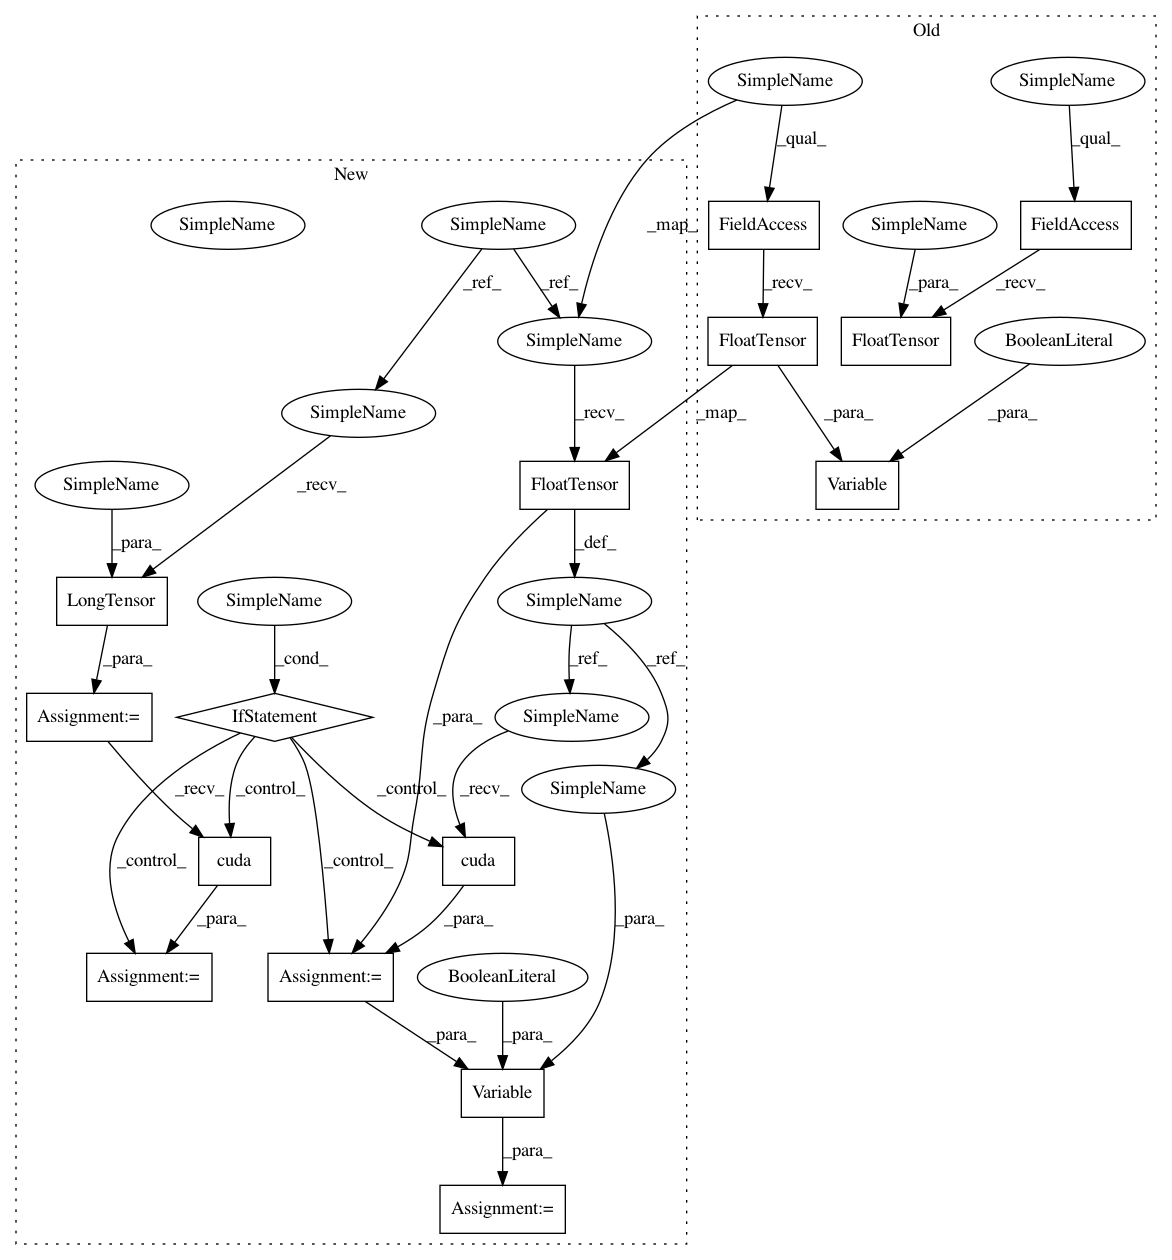 Old
SimpleName
SimpleName
_qual_
_qual_
New
SimpleName
SimpleName
FieldAccess
SimpleName
FieldAccess
_map_
_ref_
_ref_
_recv_
_para_
_recv_
SimpleName
FloatTensor
FloatTensor
BooleanLiteral
SimpleName
_recv_
_map_
_para_
_para_
SimpleName
_recv_
FloatTensor
Variable
_para_
_def_
LongTensor
SimpleName
SimpleName
_para_
_cond_
_ref_
_ref_
Assignment:=
IfStatement
_para_
SimpleName
SimpleName
_recv_
_control_
_control_
_recv_
cuda
cuda
_control_
_control_
_para_
_para_
_para_
Assignment:=
Assignment:=
BooleanLiteral
_para_
_para_
Variable
_para_
Assignment:=